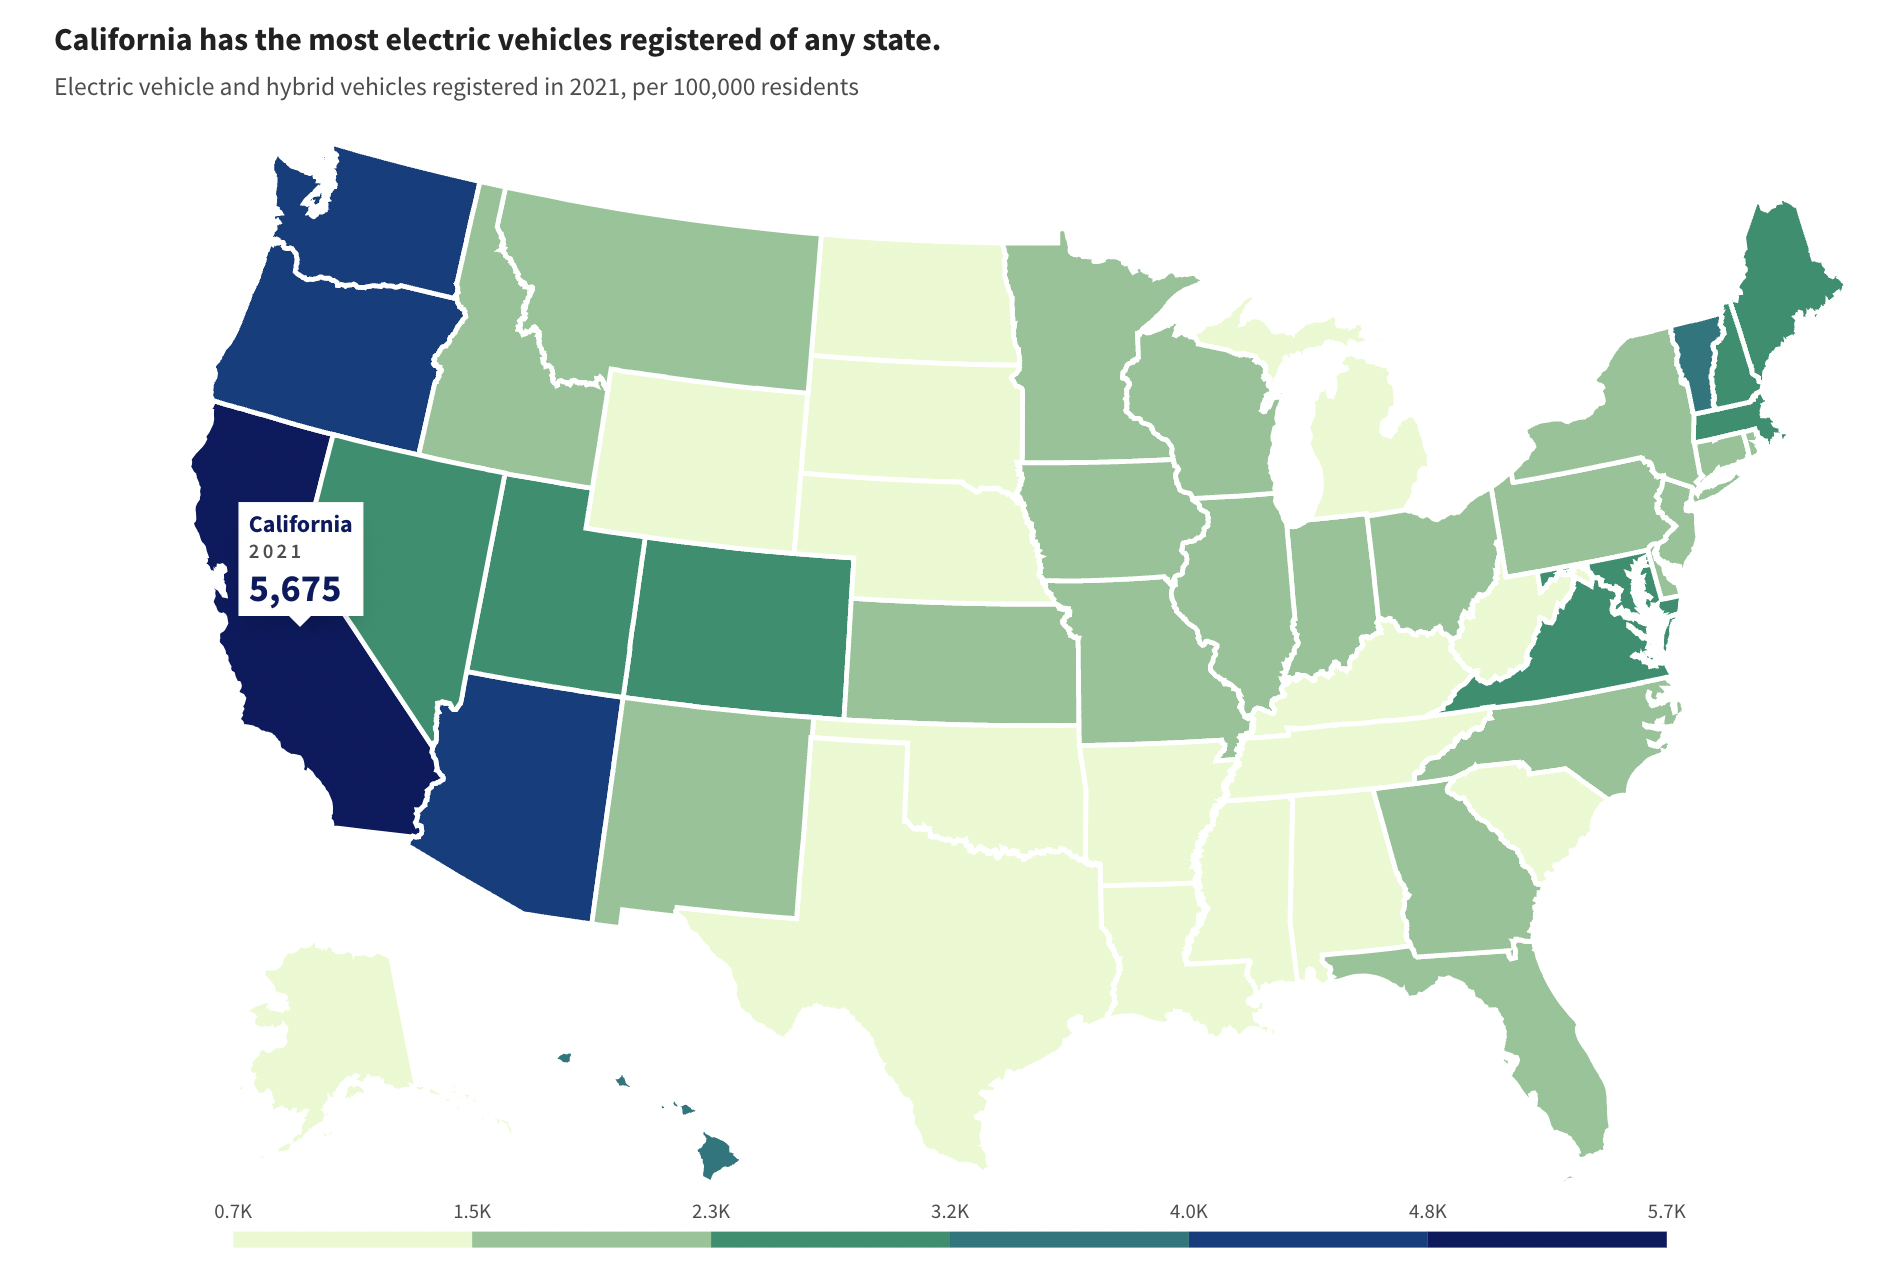 California has the most electric vehicles registered of any state.
Electric vehicle and hybrid vehicles registered in 2021, per 100,000 residents
California
2021
5,675
0.7K 1.5K 2.3K 3.2K 4.0K 4.8K 5.7K